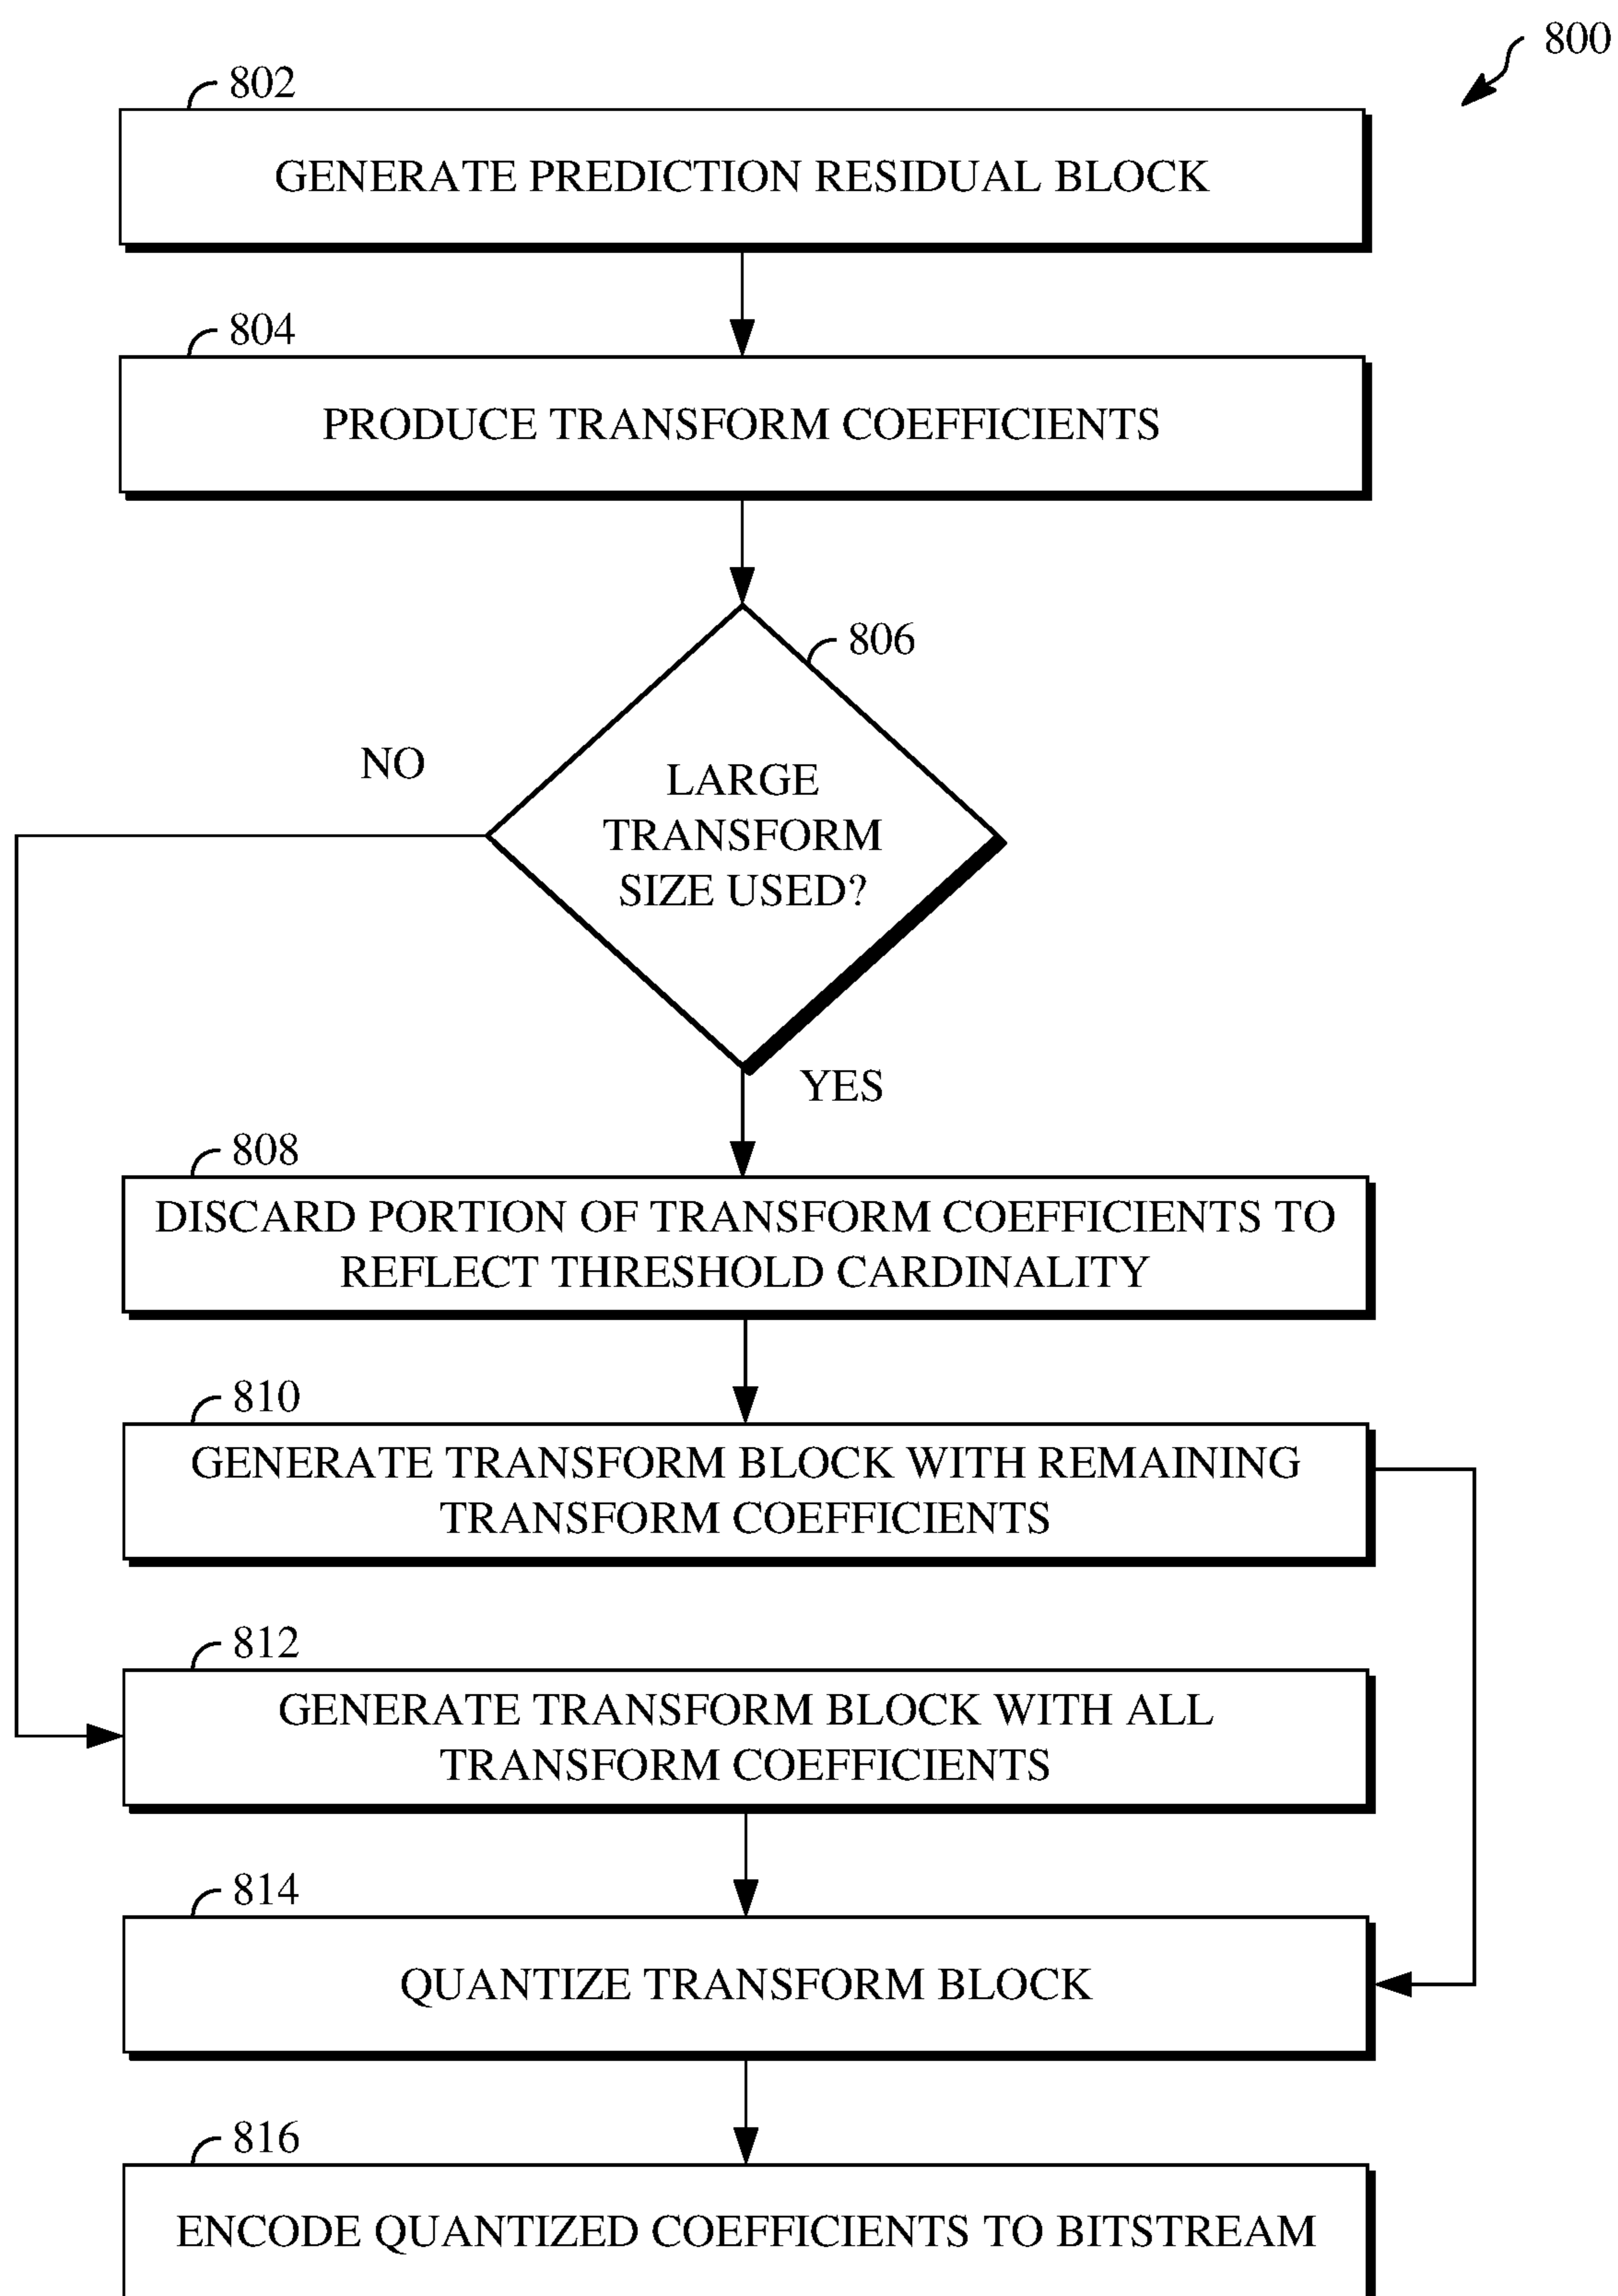 800
802
GENERATE PREDICTION RESIDUAL BLOCK
804
PRODUCE TRANSFORM COEFFICIENTS
806
NO
LARGE
TRANSFORM
SIZE USED?
YES
808
DISCARD PORTION OF TRANSFORM COEFFICIENTS TO
REFLECT THRESHOLD CARDINALITY
810
GENERATE TRANSFORM BLOCK WITH REMAINING
TRANSFORM COEFFICIENTS
812
GENERATE TRANSFORM BLOCK WITH ALL
TRANSFORM COEFFICIENTS
814
QUANTIZE TRANSFORM BLOCK
816
ENCODE QUANTIZED COEFFICIENTS TO BITSTREAM